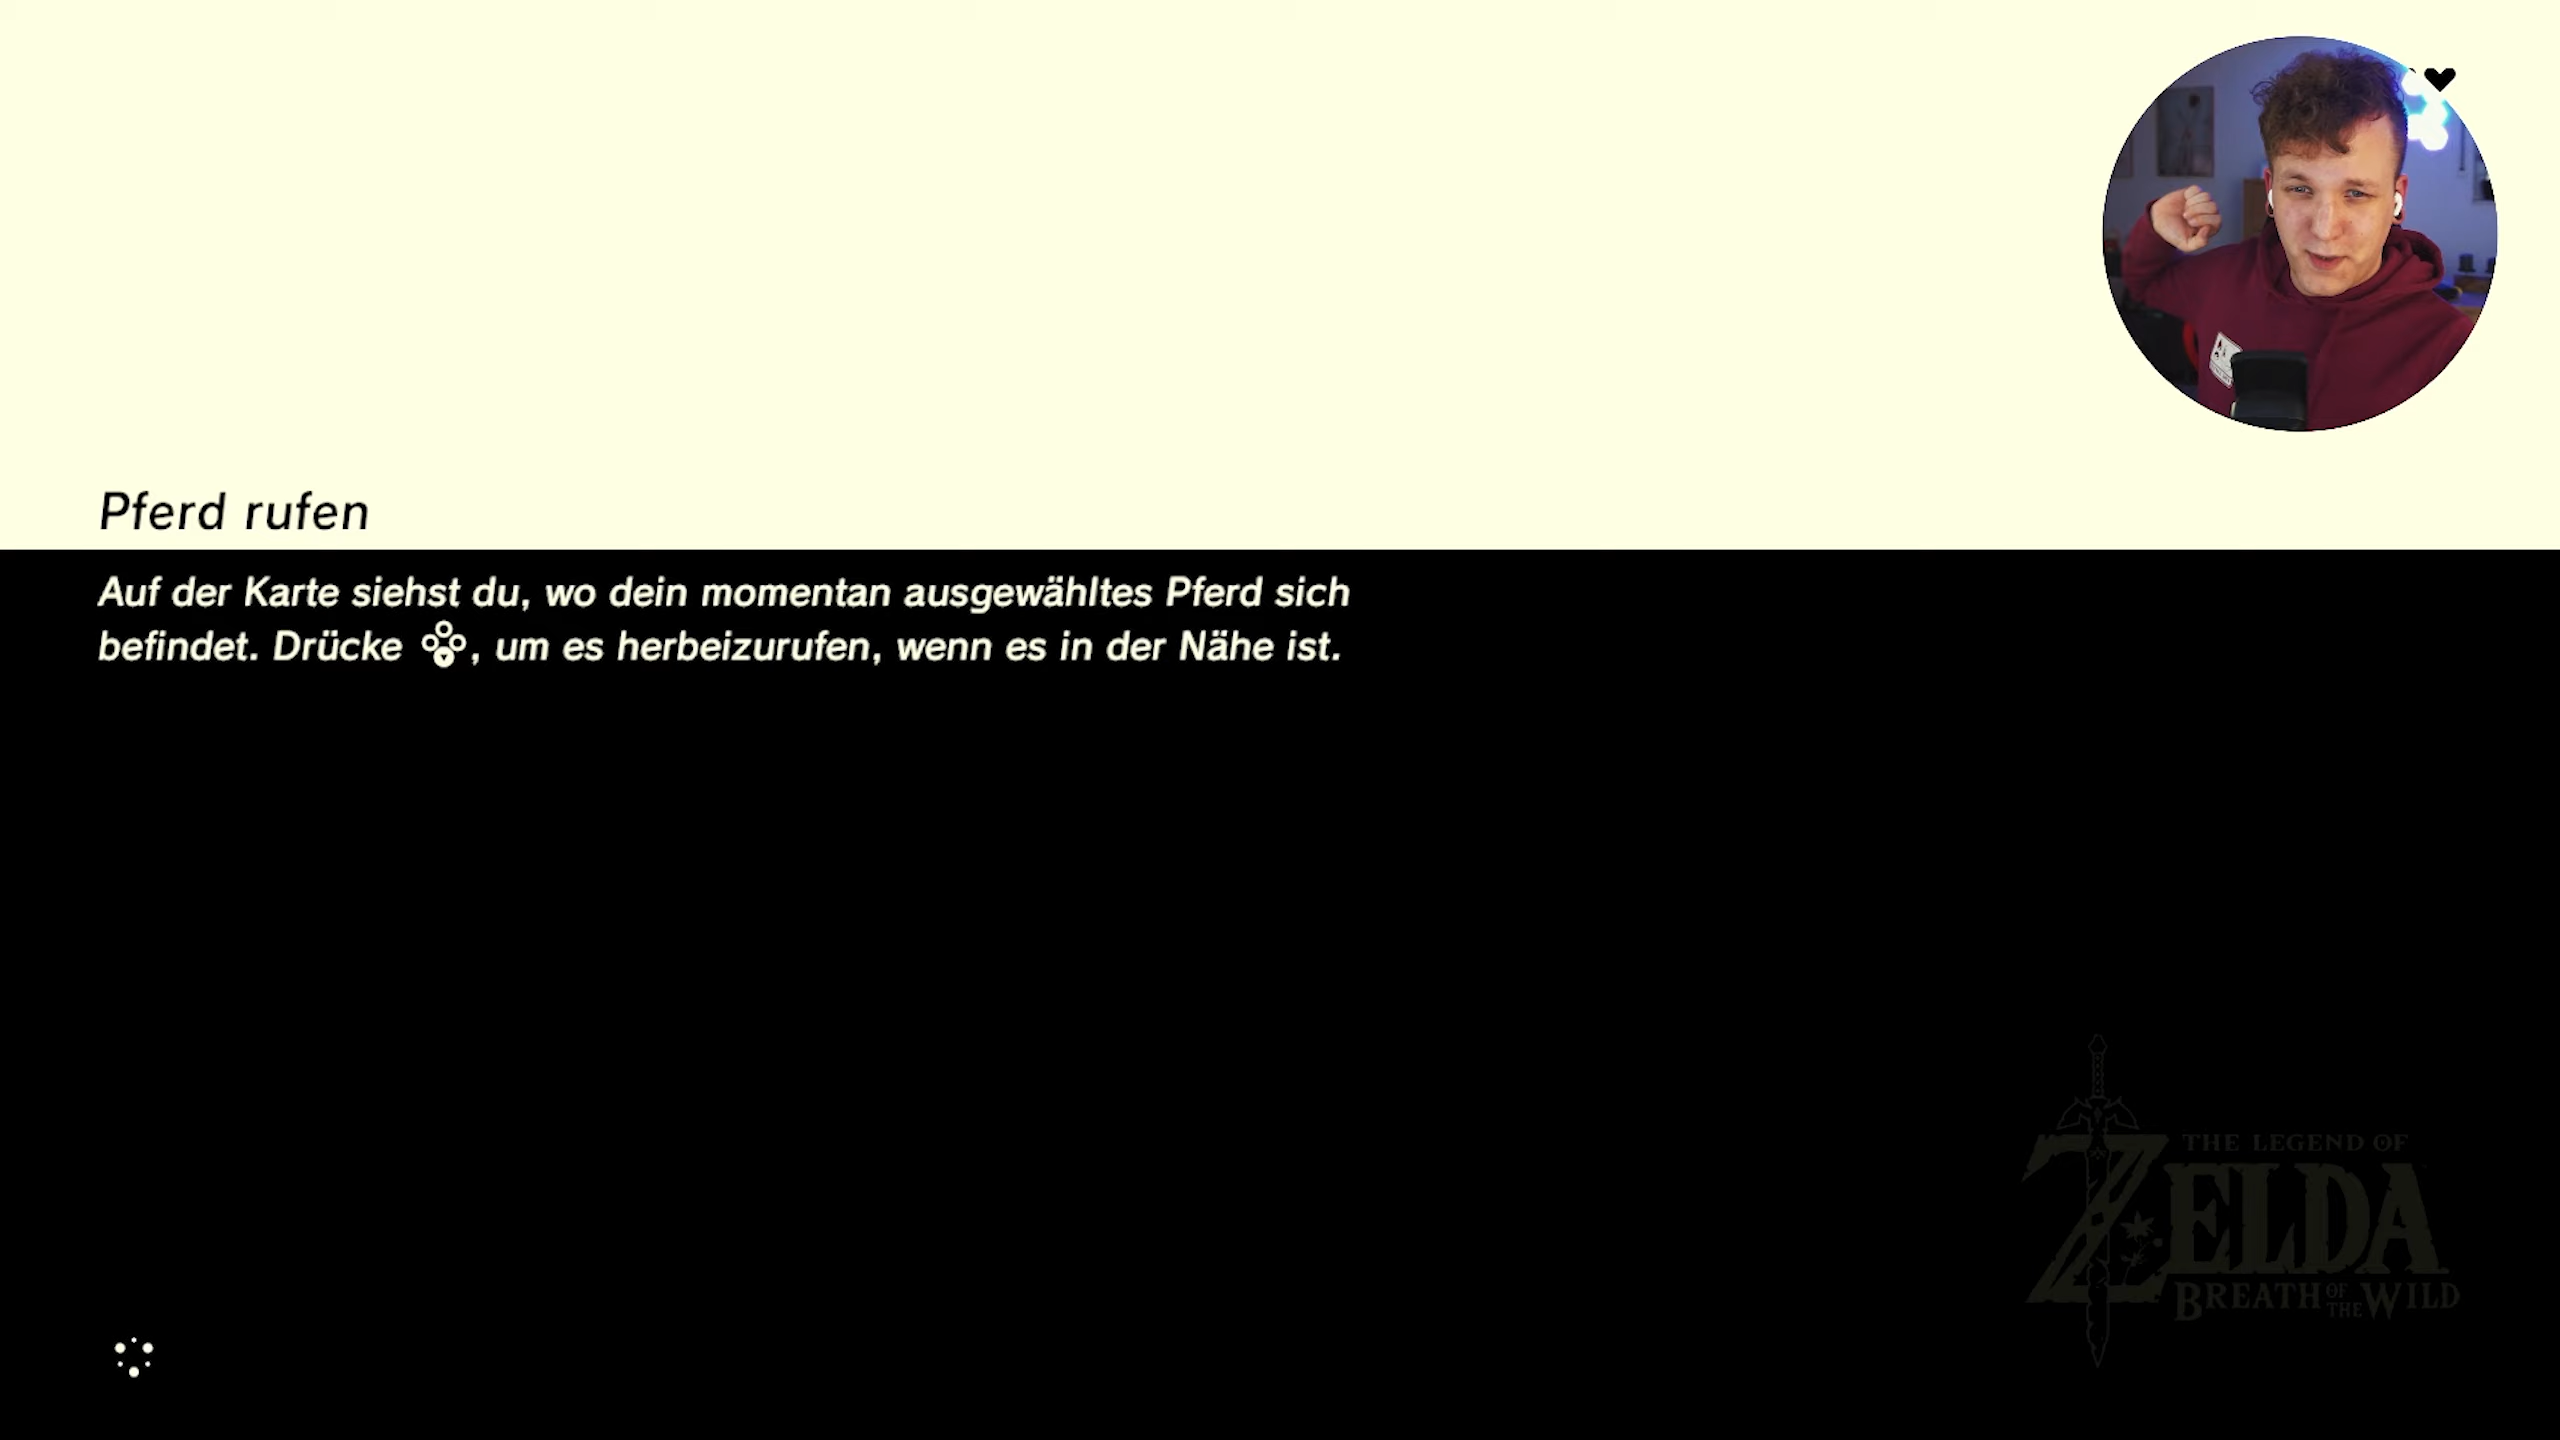 Pferd rufen
Auf der Karte siehst du, wo dein momentan ausgewähltes Pferd sich
befindet. Drücke , um es herbeizurufen, wenn es in der Nähe ist.
THE LEGEND OF
ZELDA
BREATH OF THE WILD